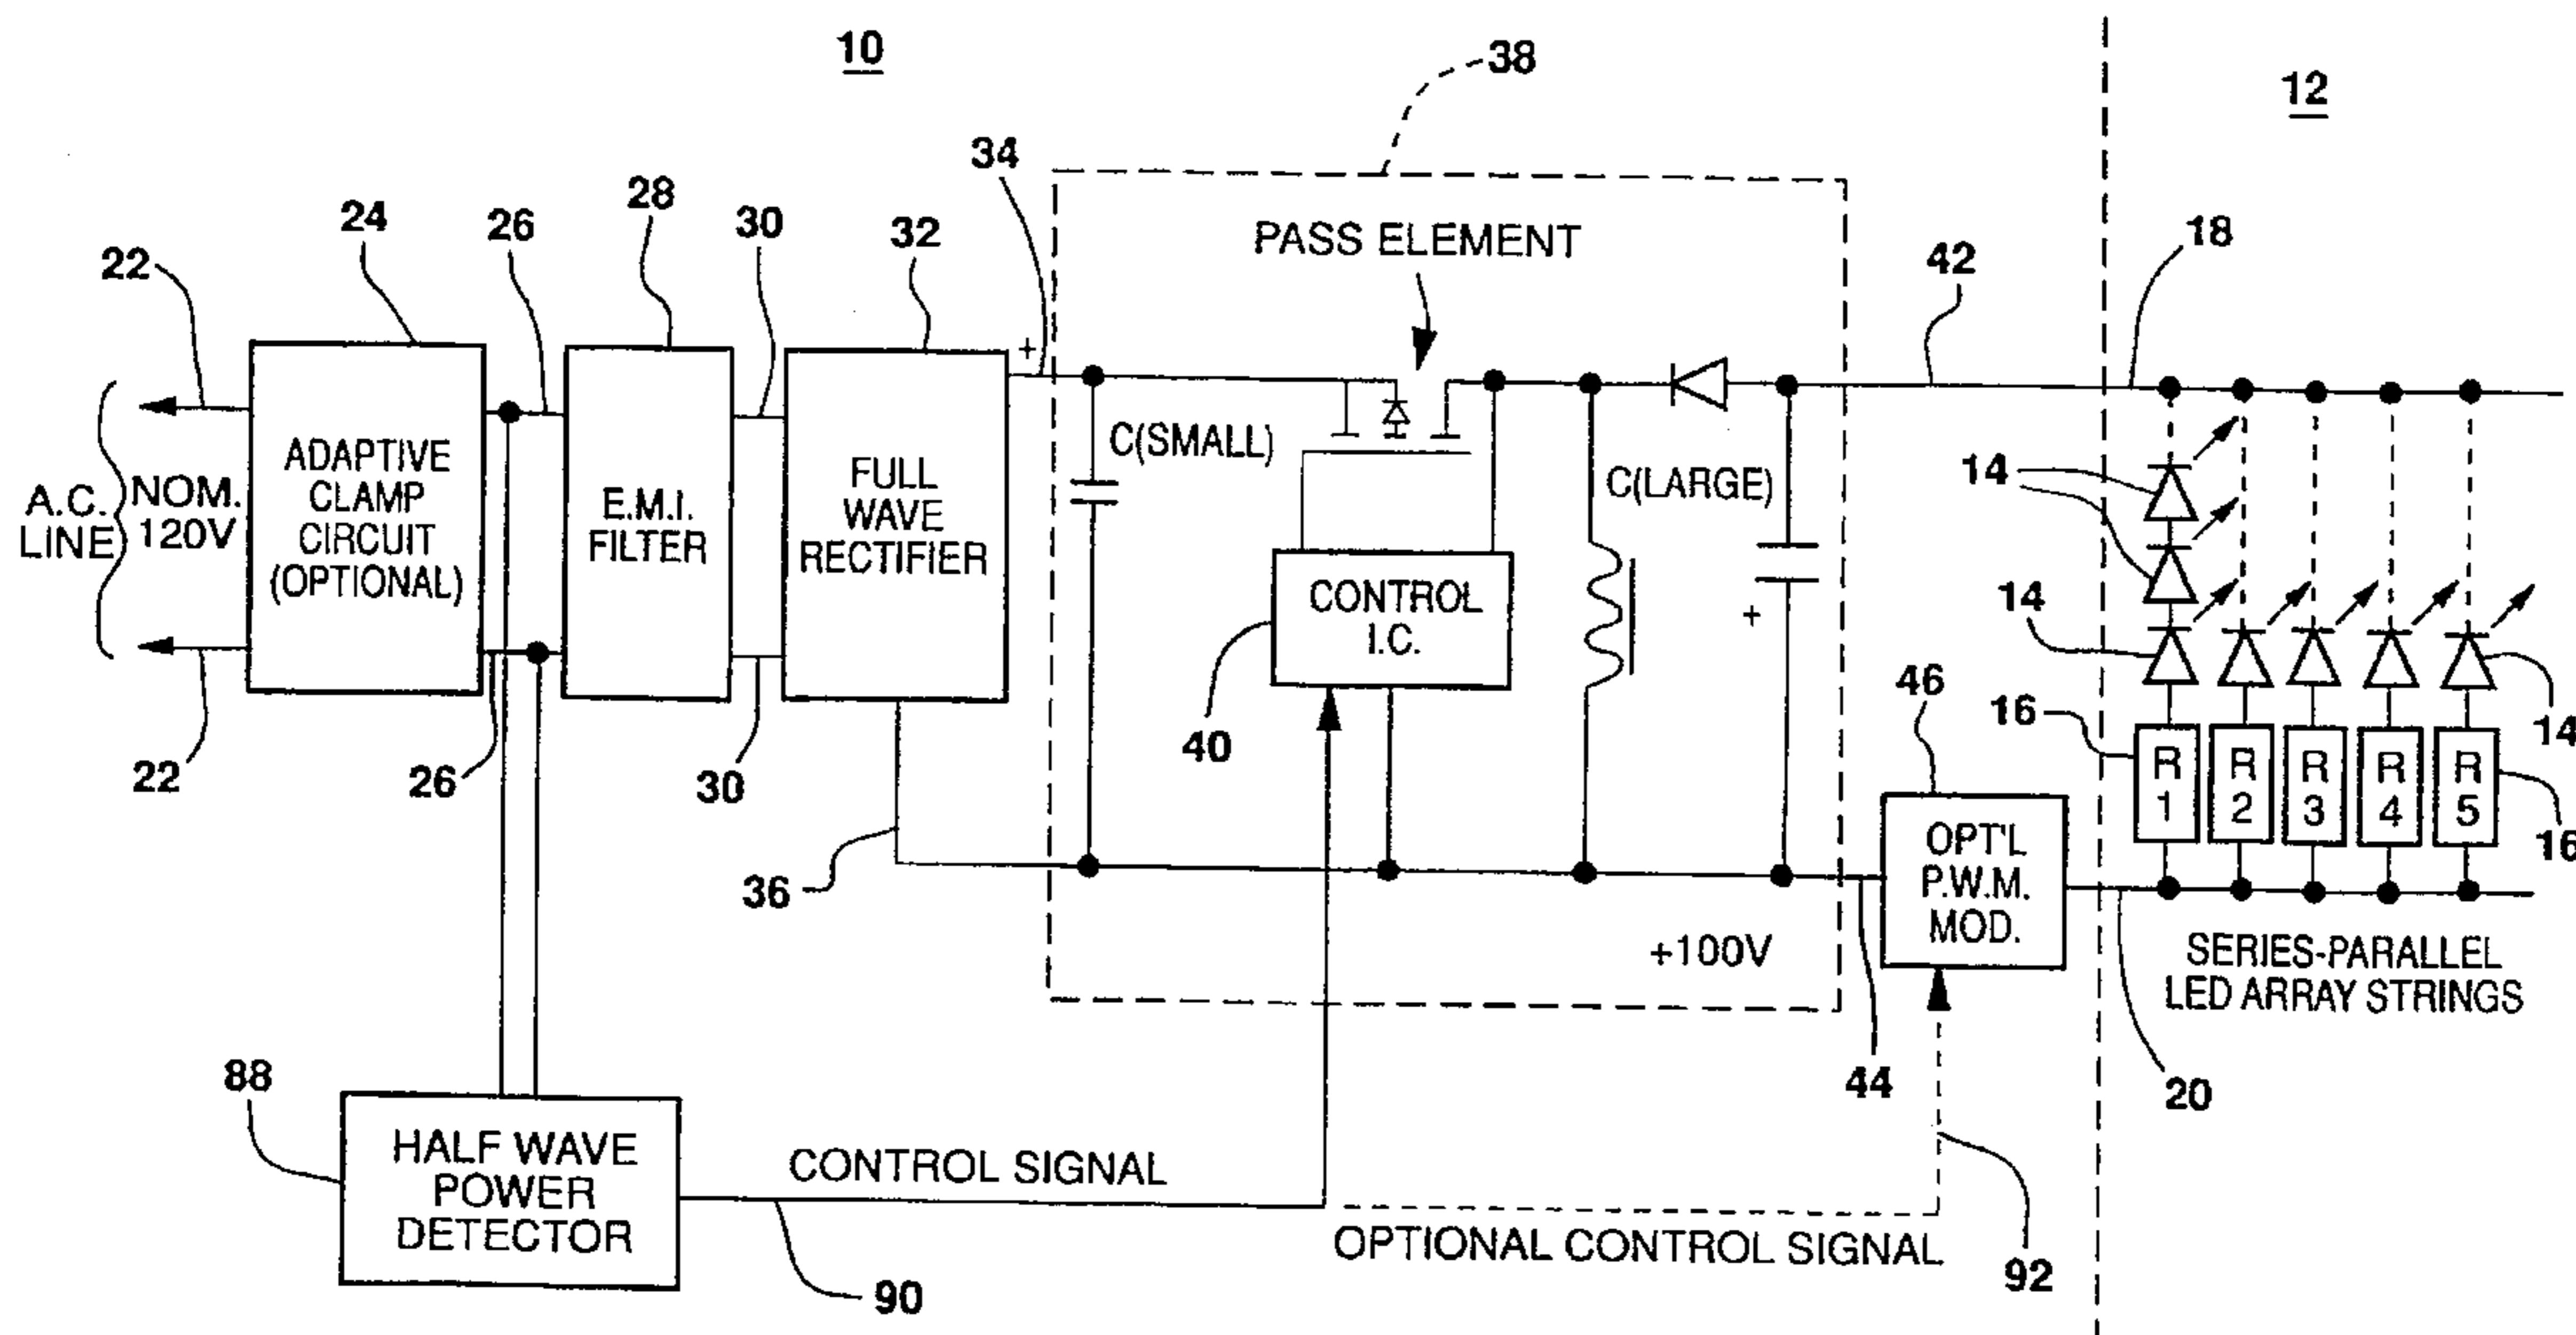 10
12
38
34
28
24
26
30
32
22
PASS ELEMENT
42
18
+
C(SMALL)
C(LARGE)
14
A.C.
LINE
NOM.
120V
ADAPTIVE
CLAMP
CIRCUIT
(OPTIONAL)
E.M.I.
FILTER
FULL
WAVE
RECTIFIER
CONTROL
I.C.
+
14
46
16
14
22
26
30
40
R
1
R
2
R
3
R
4
R
5
16
36
OPT'L
P.W.M.
MOD.
+100V
SERIES-PARALLEL
LED ARRAY STRINGS
44
20
88
HALF WAVE
POWER
DETECTOR
CONTROL SIGNAL
OPTIONAL CONTROL SIGNAL
90
92